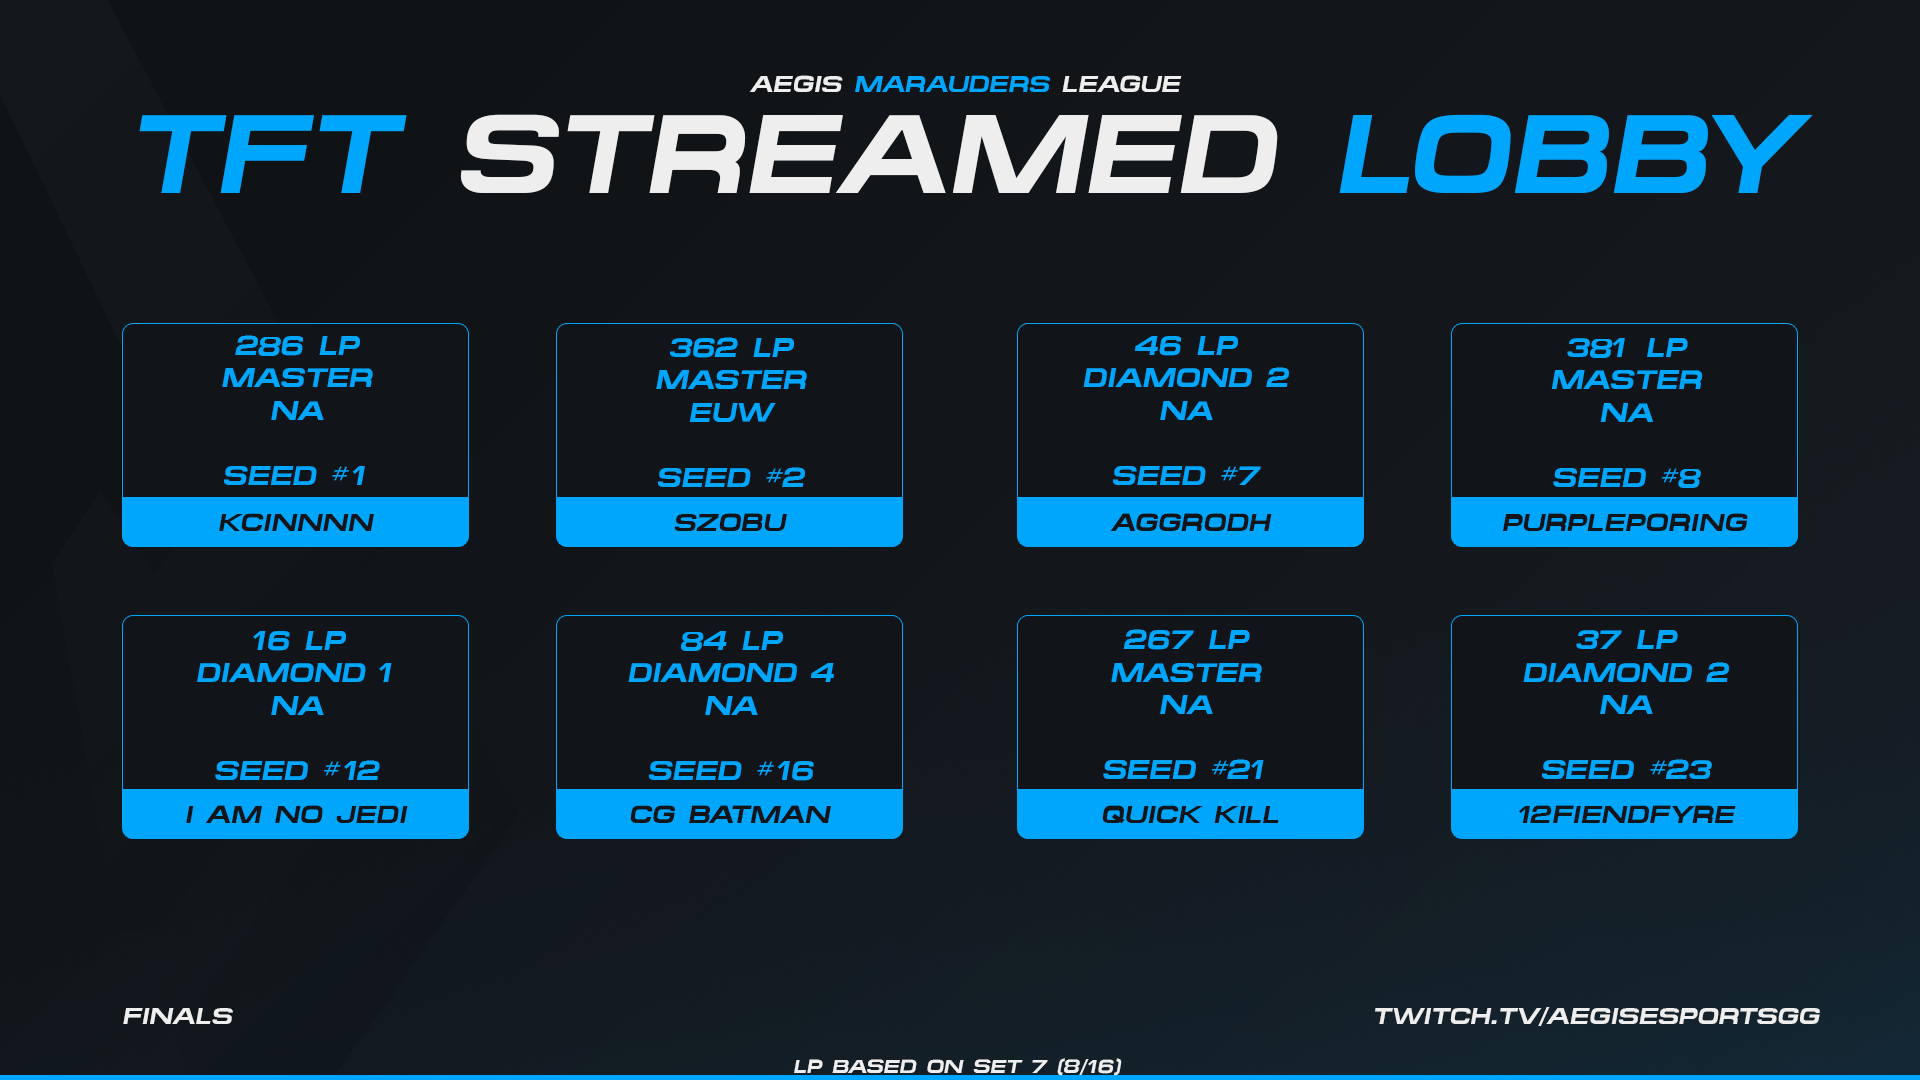 AEGIS MARAUDERS LEAGUE
TFT STREAMED LOBBY
286 LP
MASTER
NA
SEED #1
KCINNNN
362 LP
MASTER
EUW
SEED #2
SZOBU
46 LP
DIAMOND 2
NA
SEED #7
AGGRODH
381 LP
MASTER
NA
SEED #8
PURPLEPORING
16 LP
DIAMOND 1
NA
SEED #12
I AM NO JEDI
84 LP
DIAMOND 4
NA
SEED #16
CG BATMAN
267 LP
MASTER
NA
SEED #21
QUICK KILL
37 LP
DIAMOND 2
NA
SEED #23
12FIENDFYRE
FINALS
TWITCH.TV/AEGISESPORTSGG
LP BASED ON SET 7 (8/16)